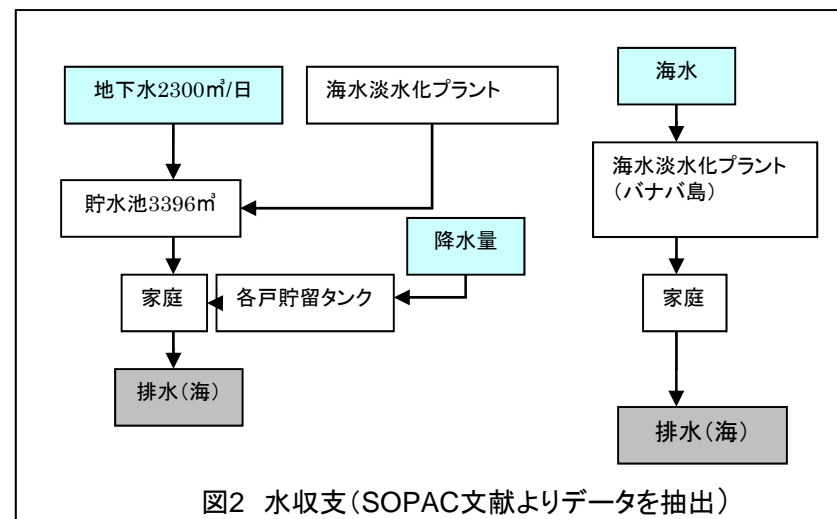 地下水2300㎥/日
海水淡水化プラント
貯水池3396㎥
降水量
家庭
各戸貯留タンク
排水（海）
海水
海水淡水化プラント
（バナバ島）
家庭
排水（海）
図2 水収支（SOPAC文献よりデータを抽出）